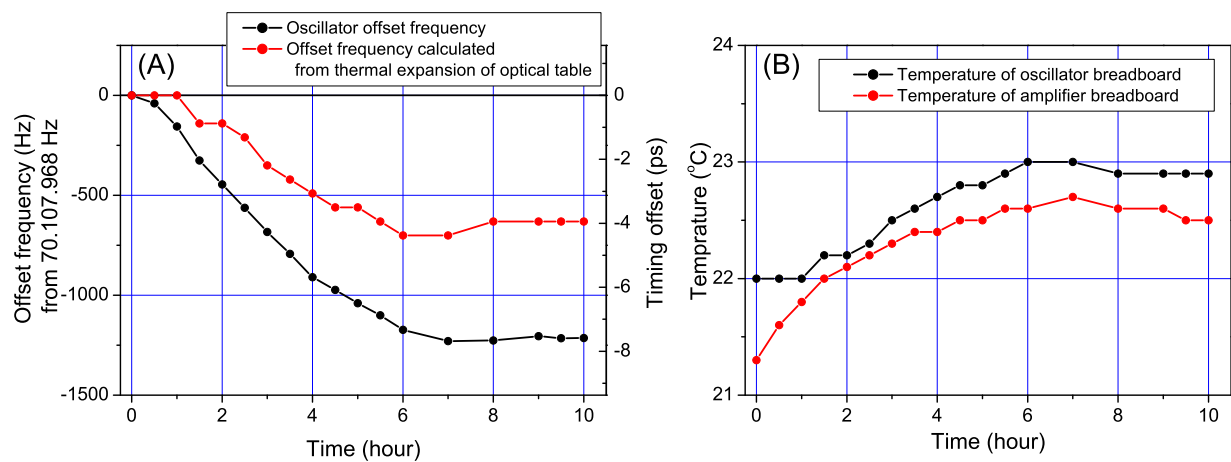 (A)
Oscillator offset frequency
Offset frequency calculated
from thermal expansion of optical table
0
-500
-1000
-1500
Offset frequency (Hz)
from 70.107.968 Hz
0
-2
-4
-6
-8
Timing offset (ps)
0 2 4 6 8 10
Time (hour)
(B)
Temperature of oscillator breadboard
Temperature of amplifier breadboard
24
23
22
21
Temprature (°C)
0 2 4 6 8 10
Time (hour)